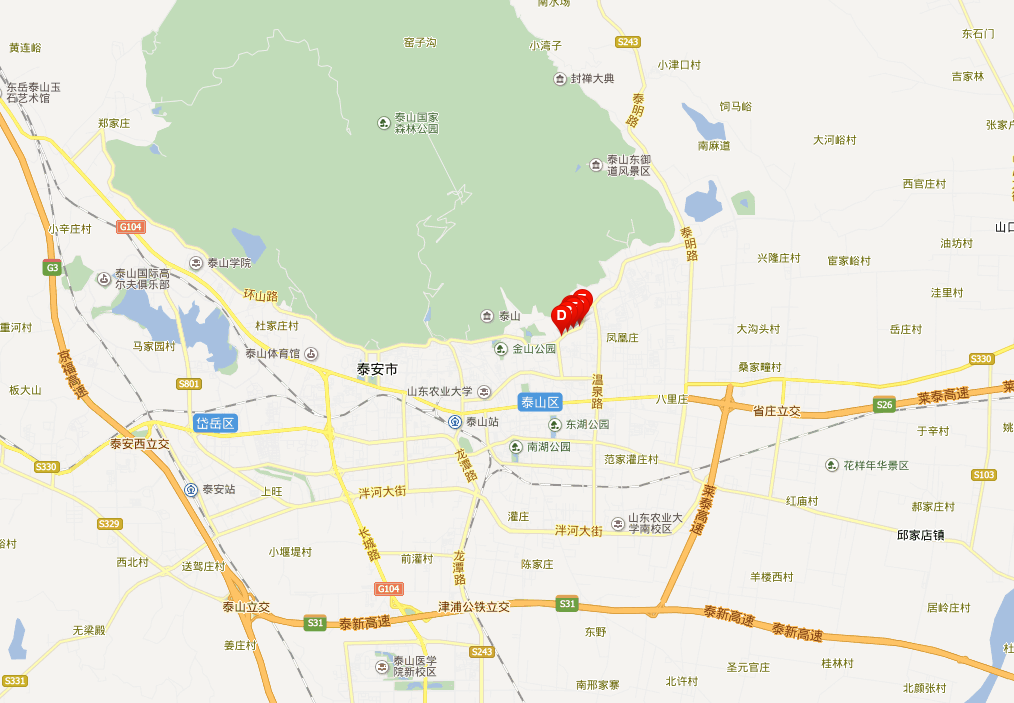 南水场
黄连峪
窑子沟
小湾子
S243
东石门
小津口村
封禅大典
吉家林
东岳泰山玉
石艺术馆
泰明路
饲马峪
郑家庄
泰山国家
森林公园
张家庄
大河峪村
南麻道
泰山东御
道风景区
西官庄村
小辛庄村
G104
山口
泰明路
油坊村
G3
泰山学院
兴隆庄村
宦家峪村
泰山国际高
尔夫俱乐部
环山路
洼里村
D
泰山
重河村
杜家庄村
大沟头村
岳庄村
凤凰庄
马家园村
泰山体育馆
金山公园
京福高速
泰安市
桑家疃村
S330
板大山
S801
山东农业大学
温泉路
泰山区
八里庄
省庄立交
S26
莱泰高速
莱
岱岳区
泰山站
东湖公园
于辛村
姚
泰安西立交
南湖公园
S330
龙潭路
范家灌庄村
花样年华景区
S103
泰安站
上旺
泮河大街
莱泰高速
红庙村
郝家庄村
S329
灌庄
山东农业大
学南校区
泮河大街
长城路
邱家店镇
峪村
小堰堤村
西北村
送驾庄村
前灌村
龙潭路
陈家庄
羊楼西村
G104
泰山立交
津浦公铁立交
S31
居岭庄村
S31
泰新高速
泰新高速
泰新高速
无梁殿
东野
姜庄村
S243
杜
泰山医学
院新校区
圣元官庄
桂林村
S331
南邢家寨
北许村
北颜张村